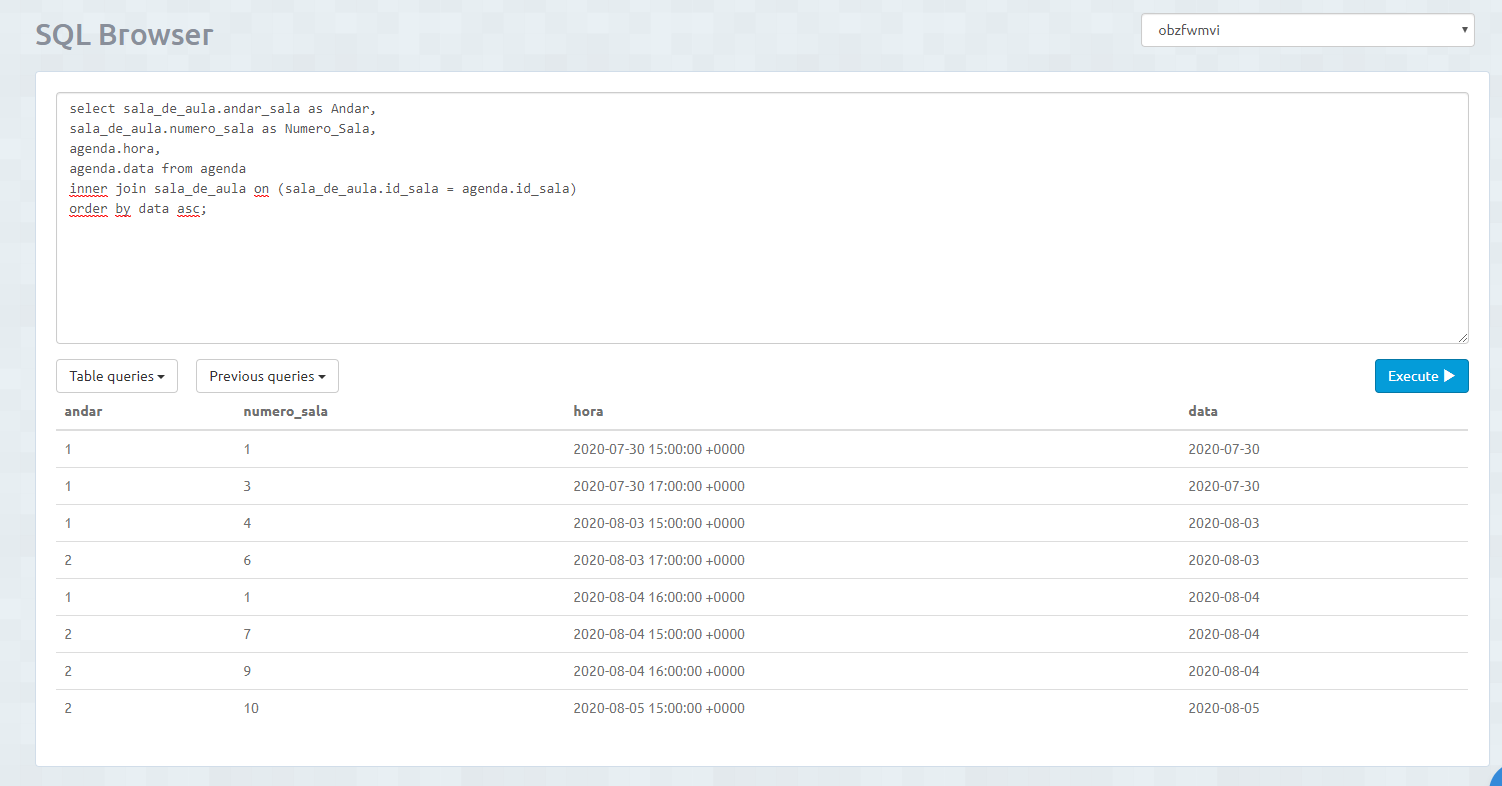 SQL Browser
obzfwmvi
select sala_de_aula.andar_sala as Andar,
sala_de_aula.numero_sala as Numero_Sala,
agenda.hora,
agenda.data from agenda
inner join sala_de_aula on (sala_de_aula.id_sala = agenda.id_sala)
order by data asc;
Table queries Previous queries Execute
andar numero_sala hora data
1 1 2020-07-30 15:00:00 +0000 2020-07-30
1 3 2020-07-30 17:00:00 +0000 2020-07-30
1 4 2020-08-03 15:00:00 +0000 2020-08-03
2 6 2020-08-03 17:00:00 +0000 2020-08-03
1 1 2020-08-04 16:00:00 +0000 2020-08-04
2 7 2020-08-04 15:00:00 +0000 2020-08-04
2 9 2020-08-04 16:00:00 +0000 2020-08-04
2 10 2020-08-05 15:00:00 +0000 2020-08-05